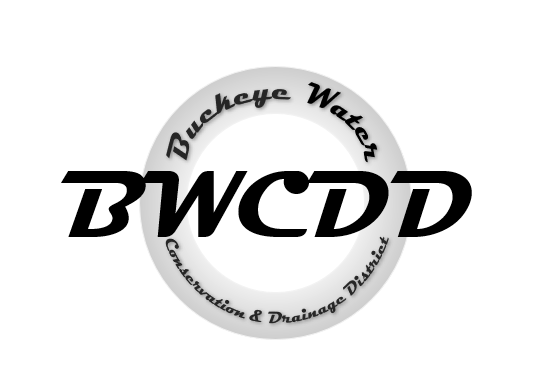 Buckeye Water
BWCDD
Conservation & Drainage District